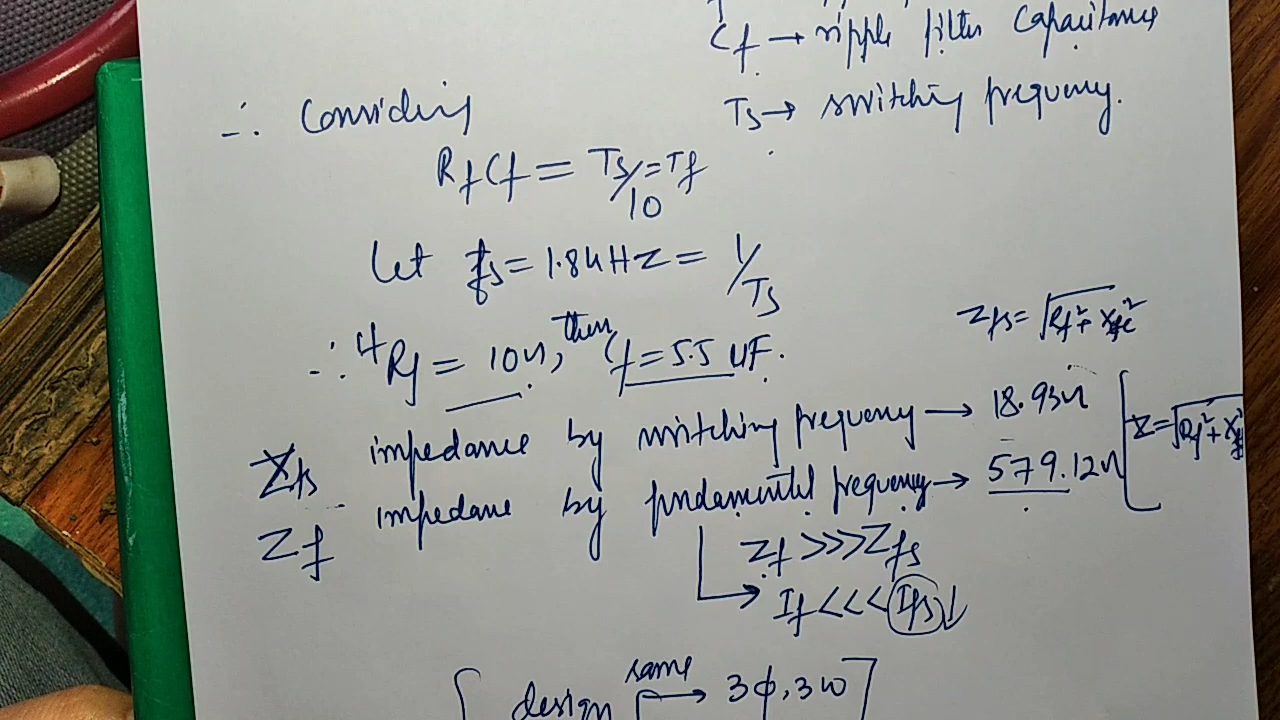 Cf → ripple filter capacitance
Ts → switching frequency.
∴ Considering
RfCf = Ts/10 = Tf
Let fs = 1.8kHz = 1/Ts
∴ If Rf = 10Ω, then Cf = 5.5 uF.
Zfs = √Rf² + Xfc²
Zfs impedance by switching frequency → 18.93Ω
Zf impedance by fundamental frequency → 579.12Ω
Z = √Rf² + X
Zf >>> Zfs
If <<< Ifs ↓
[ design same → 3φ, 3W ]